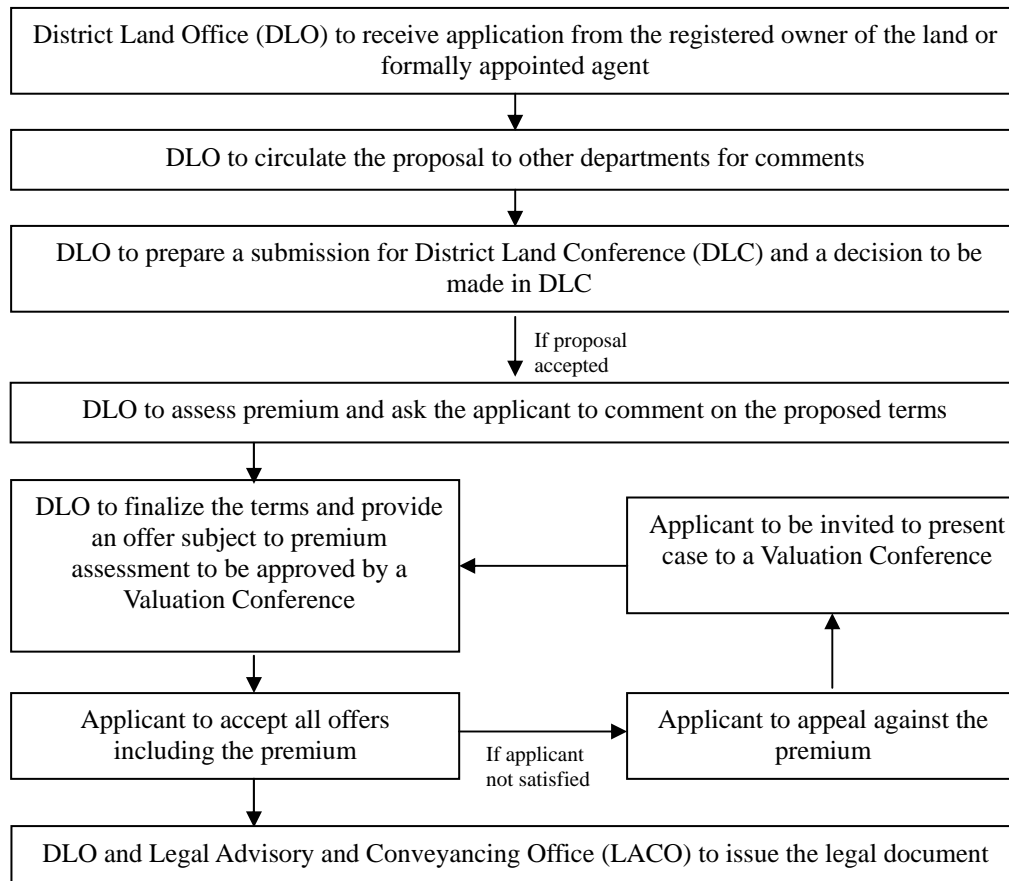 District Land Office (DLO) to receive application from the registered owner of the land or
formally appointed agent
DLO to circulate the proposal to other departments for comments
DLO to prepare a submission for District Land Conference (DLC) and a decision to be
made in DLC
If proposal
accepted
DLO to assess premium and ask the applicant to comment on the proposed terms
DLO to finalize the terms and provide
an offer subject to premium
assessment to be approved by a
Valuation Conference
Applicant to be invited to present
case to a Valuation Conference
Applicant to accept all offers
including the premium
If applicant
not satisfied
Applicant to appeal against the
premium
DLO and Legal Advisory and Conveyancing Office (LACO) to issue the legal document